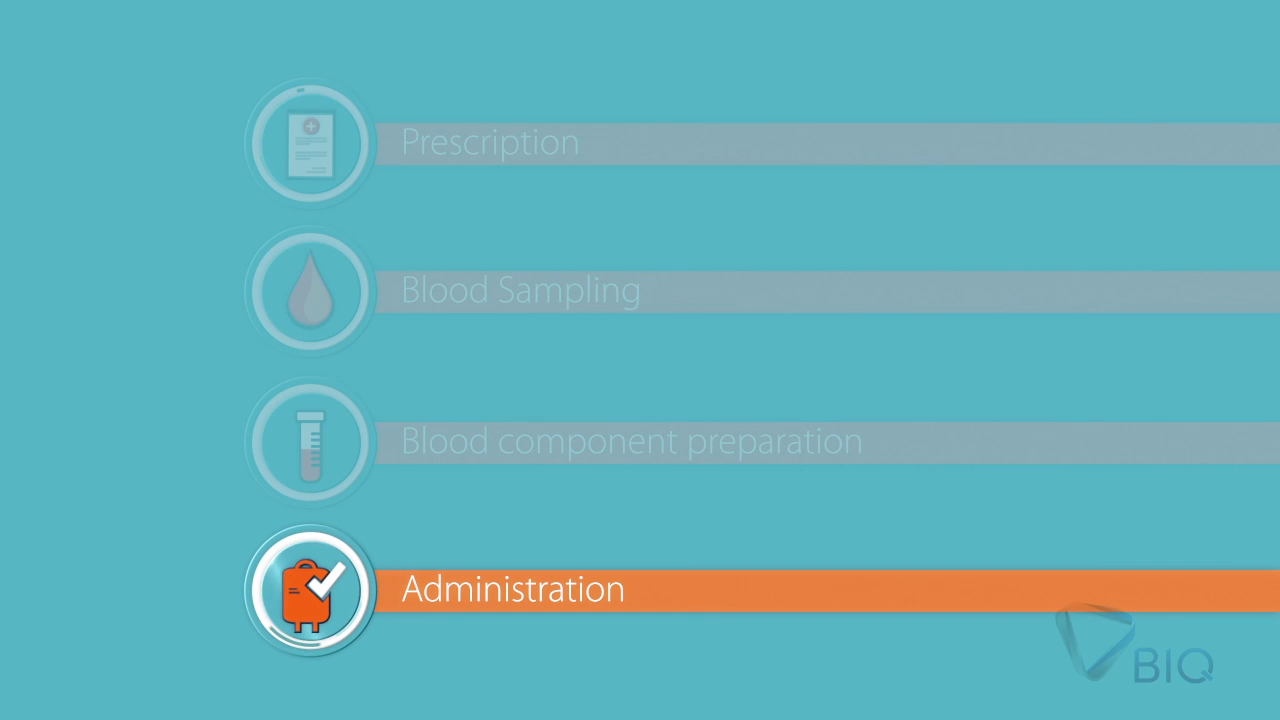 Prescription
Blood Sampling
Blood component preparation
Administration
BIQ